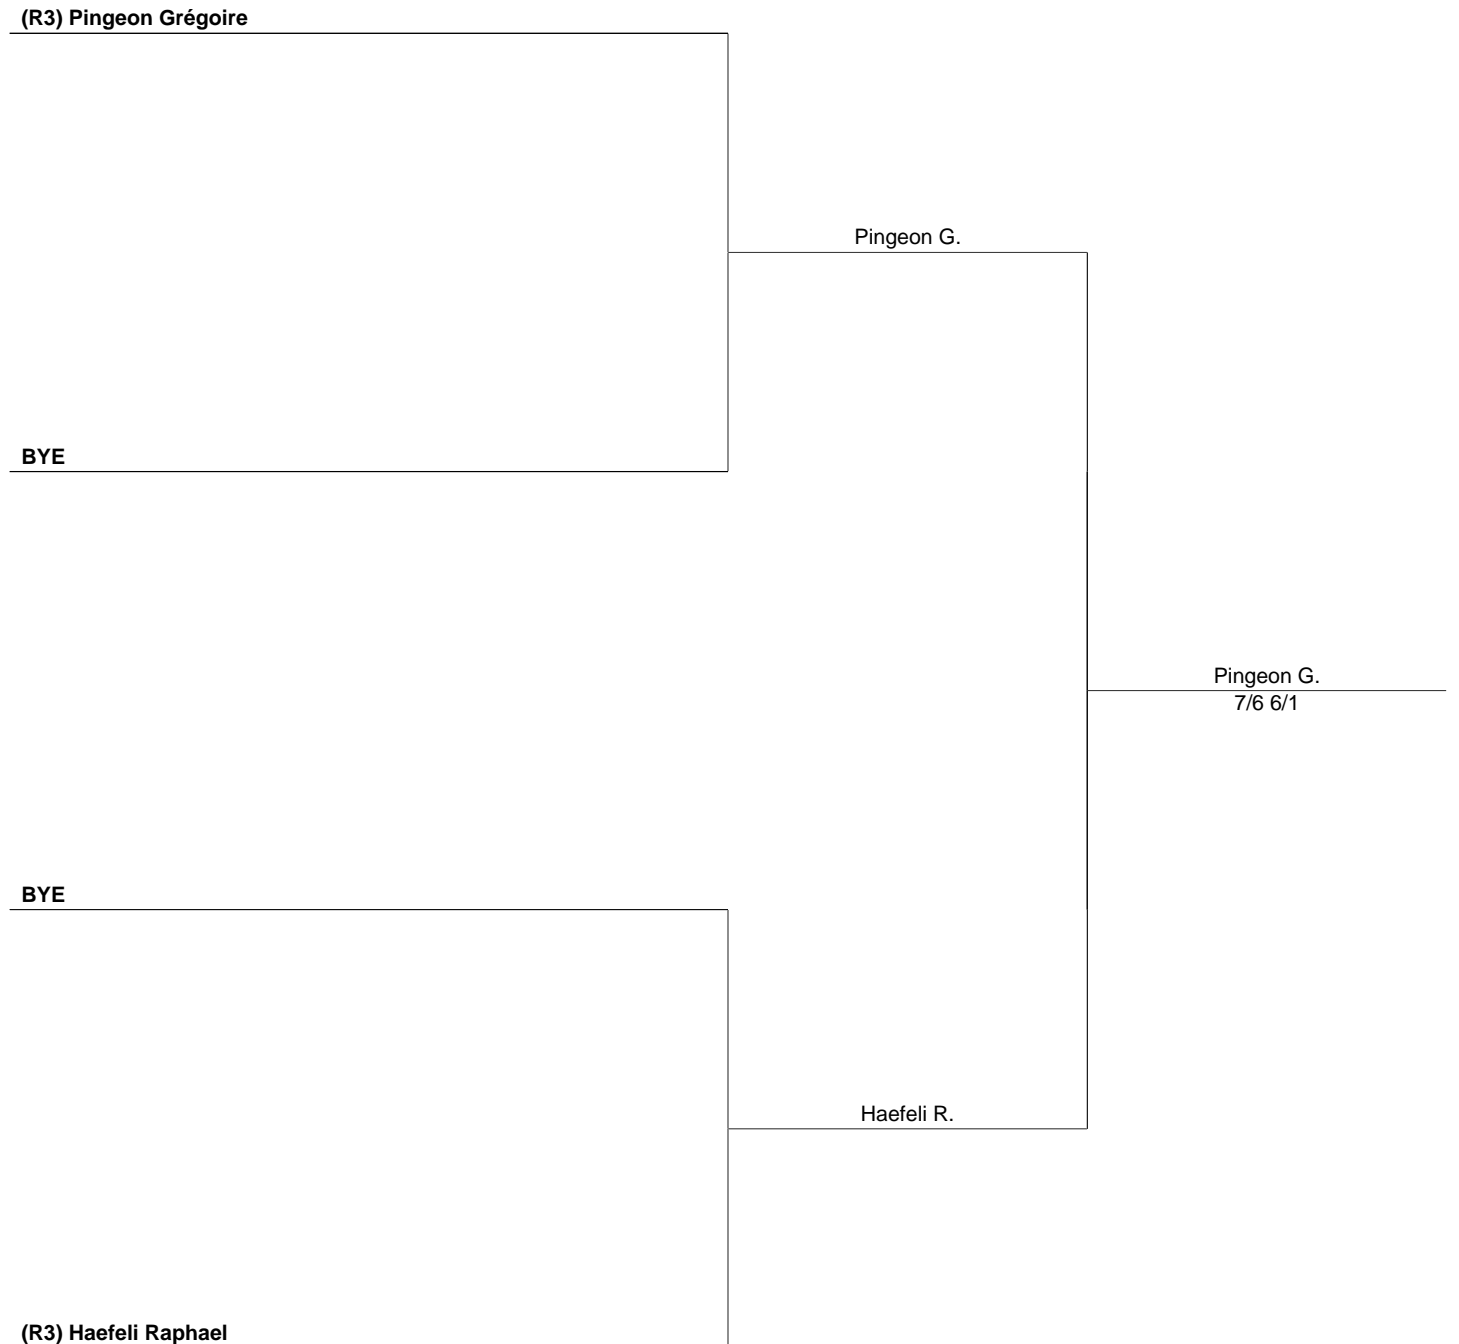 (R3) Pingeon Grégoire
Pingeon G.
BYE
Pingeon G.
7/6 6/1
BYE
Haefeli R.
(R3) Haefeli Raphael